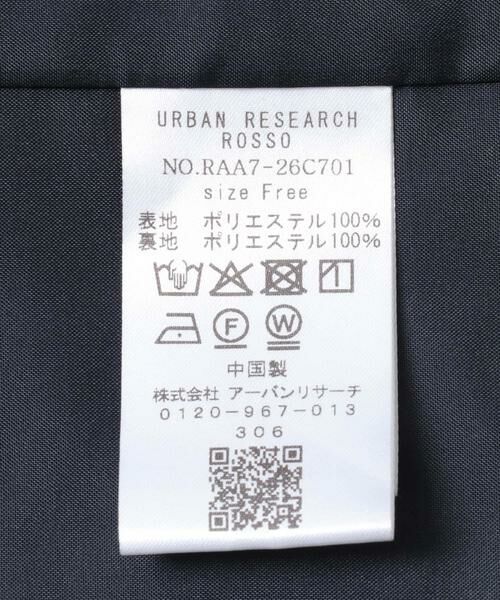 URBAN RESEARCH
ROSSO
NO.RAA7-26C701
size Free
表地 ポリエステル100%
裏地 ポリエステル100%
F W
中国製
株式会社 アーバンリサーチ
0120-967-013
306